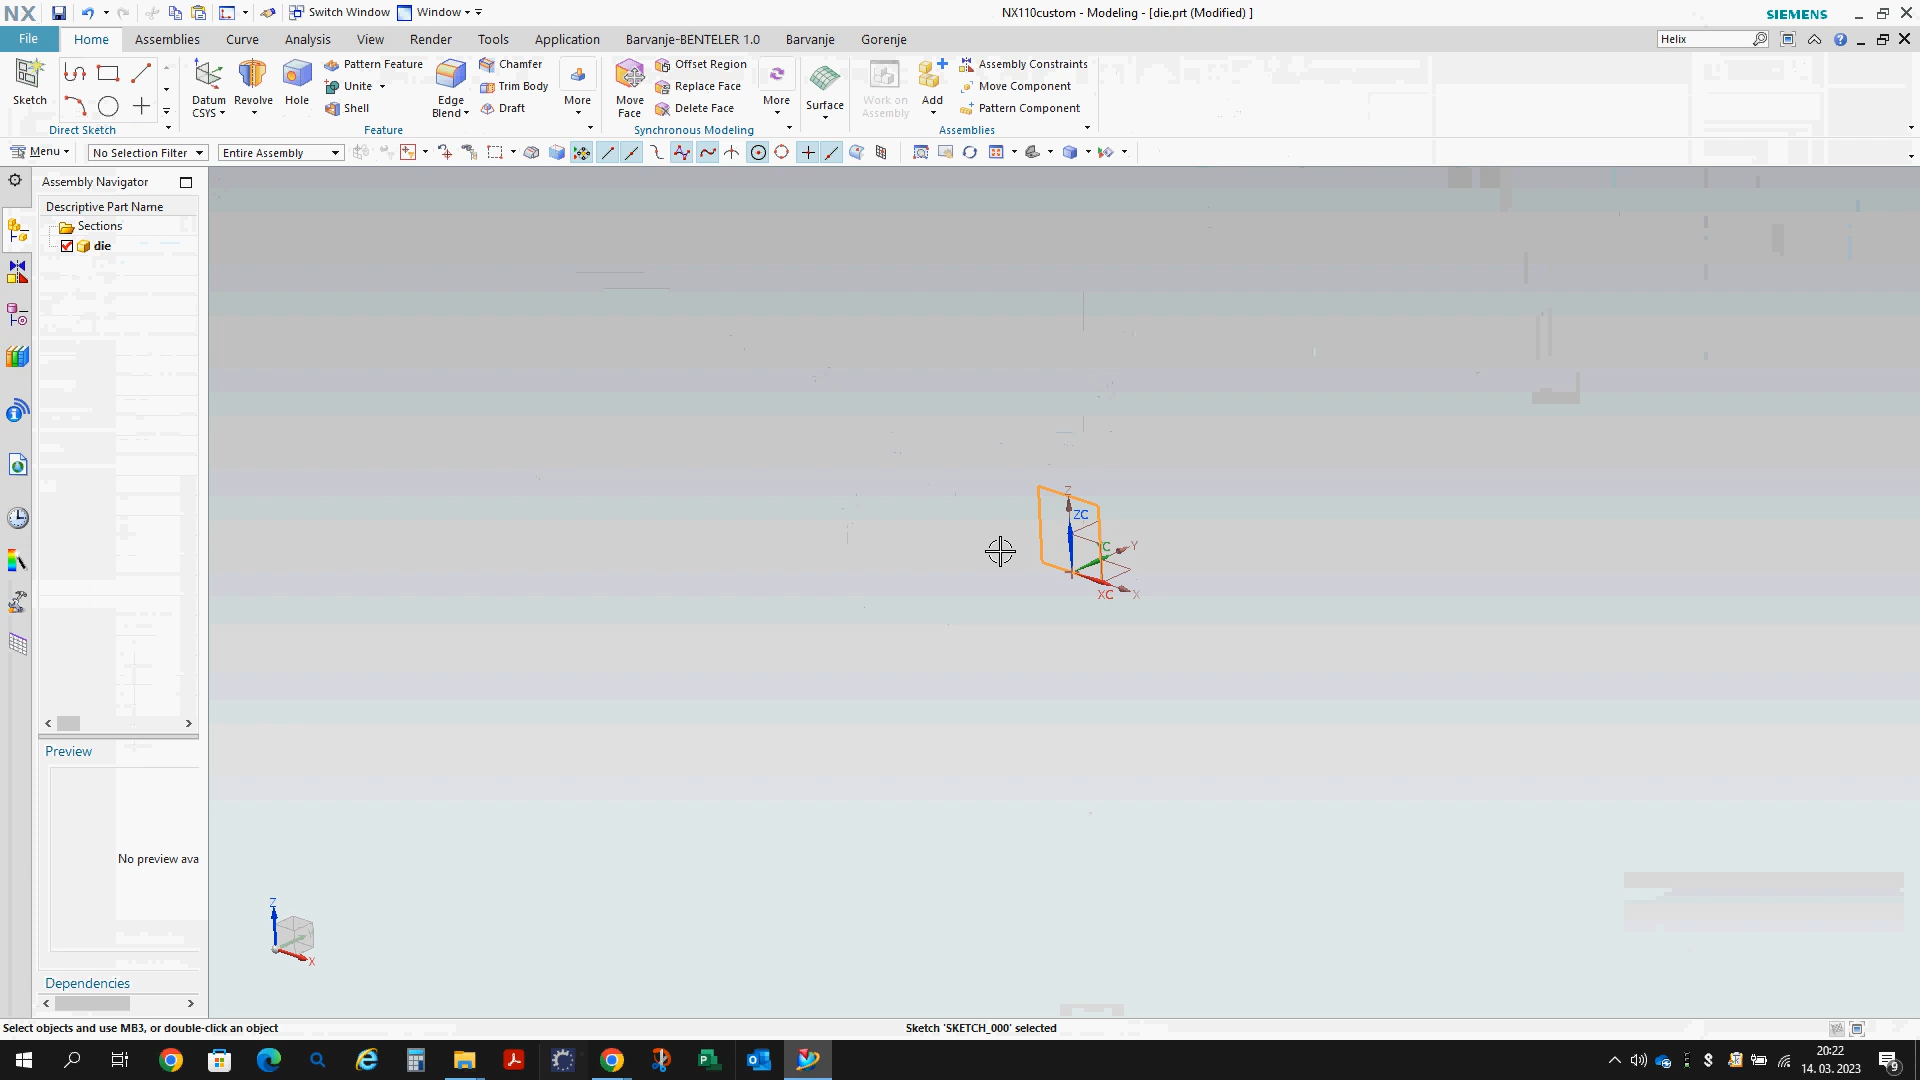 NX
Switch Window
Window
NX110custom - Modeling - [die.prt (Modified) ]
SIEMENS
File
Home
Assemblies
Curve
Analysis
View
Render
Tools
Application
Barvanje-BENTELER 1.0
Barvanje
Gorenje
Helix
Sketch
Direct Sketch
Datum
CSYS
Revolve
Hole
Pattern Feature
Unite
Shell
Edge
Blend
Chamfer
Trim Body
Draft
More
Feature
Move
Face
Offset Region
Replace Face
Delete Face
More
Synchronous Modeling
Surface
Work on
Assembly
Add
Assembly Constraints
Move Component
Pattern Component
Assemblies
Menu
No Selection Filter
Entire Assembly
Assembly Navigator
Descriptive Part Name
Sections
die
Preview
No preview ava
Dependencies
Z
ZC
YC
Y
XC
X
Z
X
Select objects and use MB3, or double-click an object
Sketch 'SKETCH_000' selected
20:22
14. 03. 2023
9